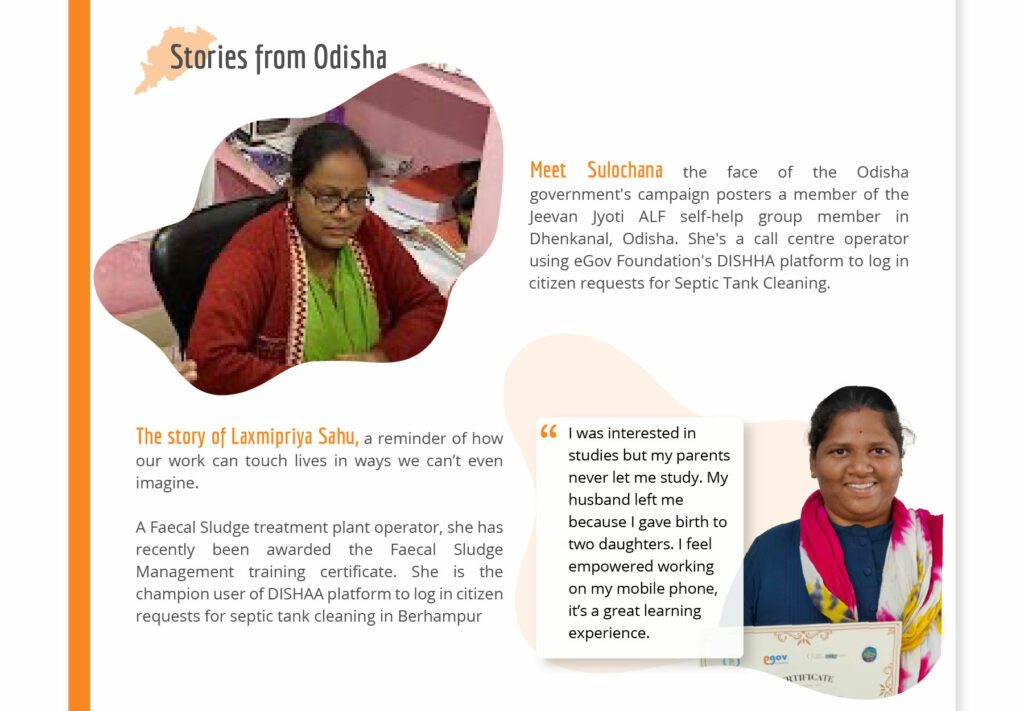 Stories from Odisha
Meet Sulochana the face of the Odisha
government's campaign posters a member of the
Jeevan Jyoti ALF self-help group member in
Dhenkanal, Odisha. She's a call centre operator
using eGov Foundation's DISHHA platform to log in
citizen requests for Septic Tank Cleaning.
The story of Laxmipriya Sahu, a reminder of how
our work can touch lives in ways we can’t even
imagine.
A Faecal Sludge treatment plant operator, she has
recently been awarded the Faecal Sludge
Management training certificate. She is the
champion user of DISHAA platform to log in citizen
requests for septic tank cleaning in Berhampur
“ I was interested in
studies but my parents
never let me study. My
husband left me
because I gave birth to
two daughters. I feel
empowered working
on my mobile phone,
it’s a great learning
experience.
egov